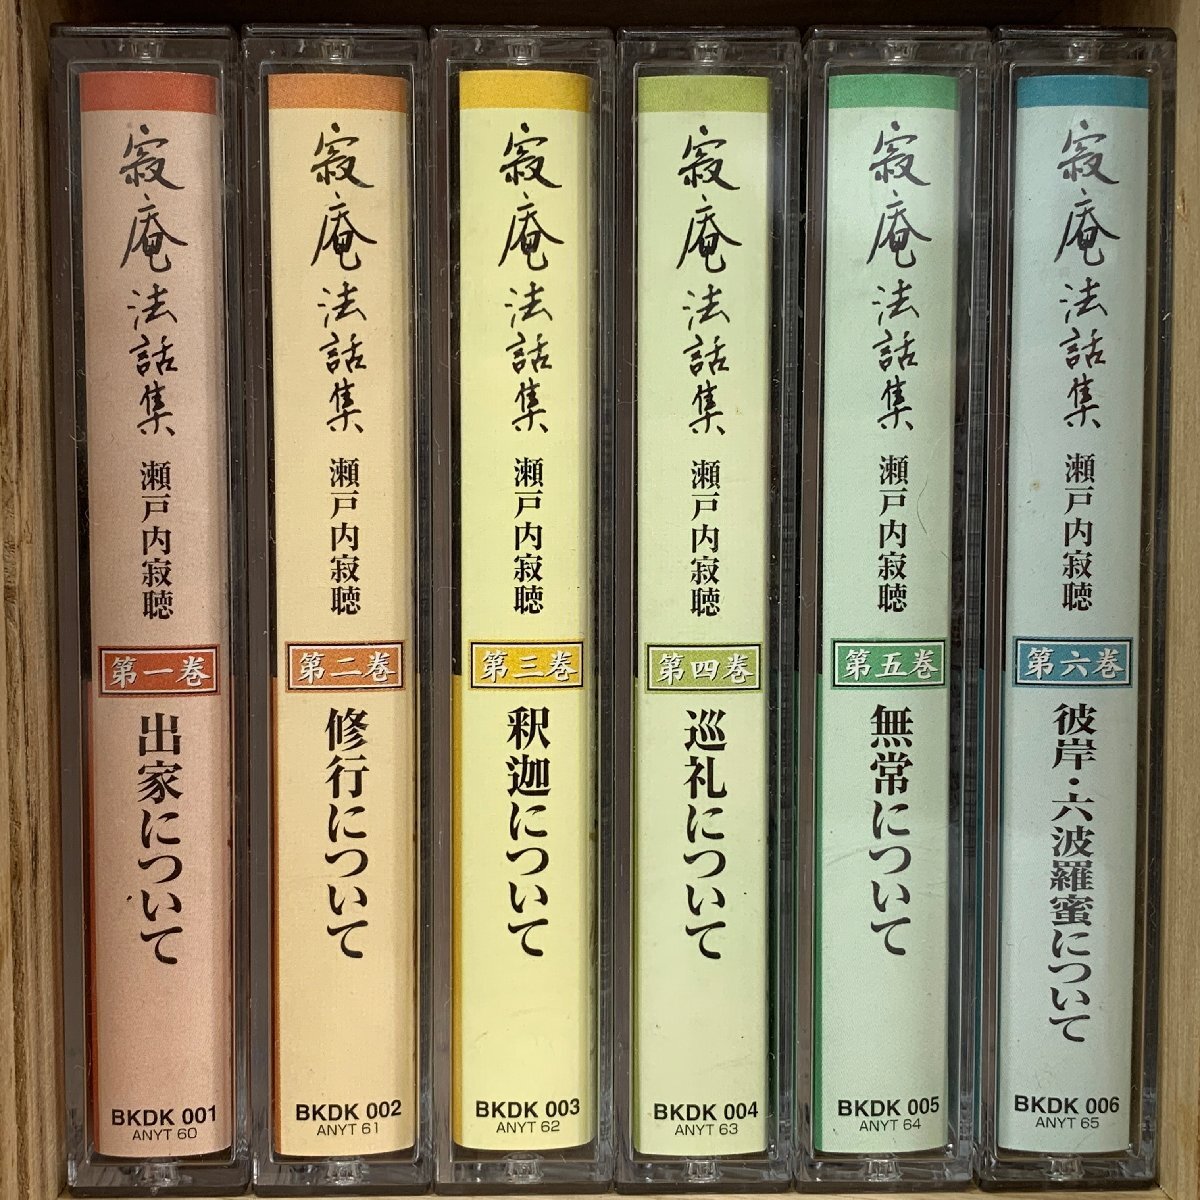 寂庵法話集
瀬戸内寂聴
第一巻
出家について
BKDK 001
ANYT 60
寂庵法話集
瀬戸内寂聴
第二巻
修行について
BKDK 002
ANYT 61
寂庵法話集
瀬戸内寂聴
第三巻
釈迦について
BKDK 003
ANYT 62
寂庵法話集
瀬戸内寂聴
第四巻
巡礼について
BKDK 004
ANYT 63
寂庵法話集
瀬戸内寂聴
第五巻
無常について
BKDK 005
ANYT 64
寂庵法話集
瀬戸内寂聴
第六巻
彼岸・六波羅蜜について
BKDK 006
ANYT 65